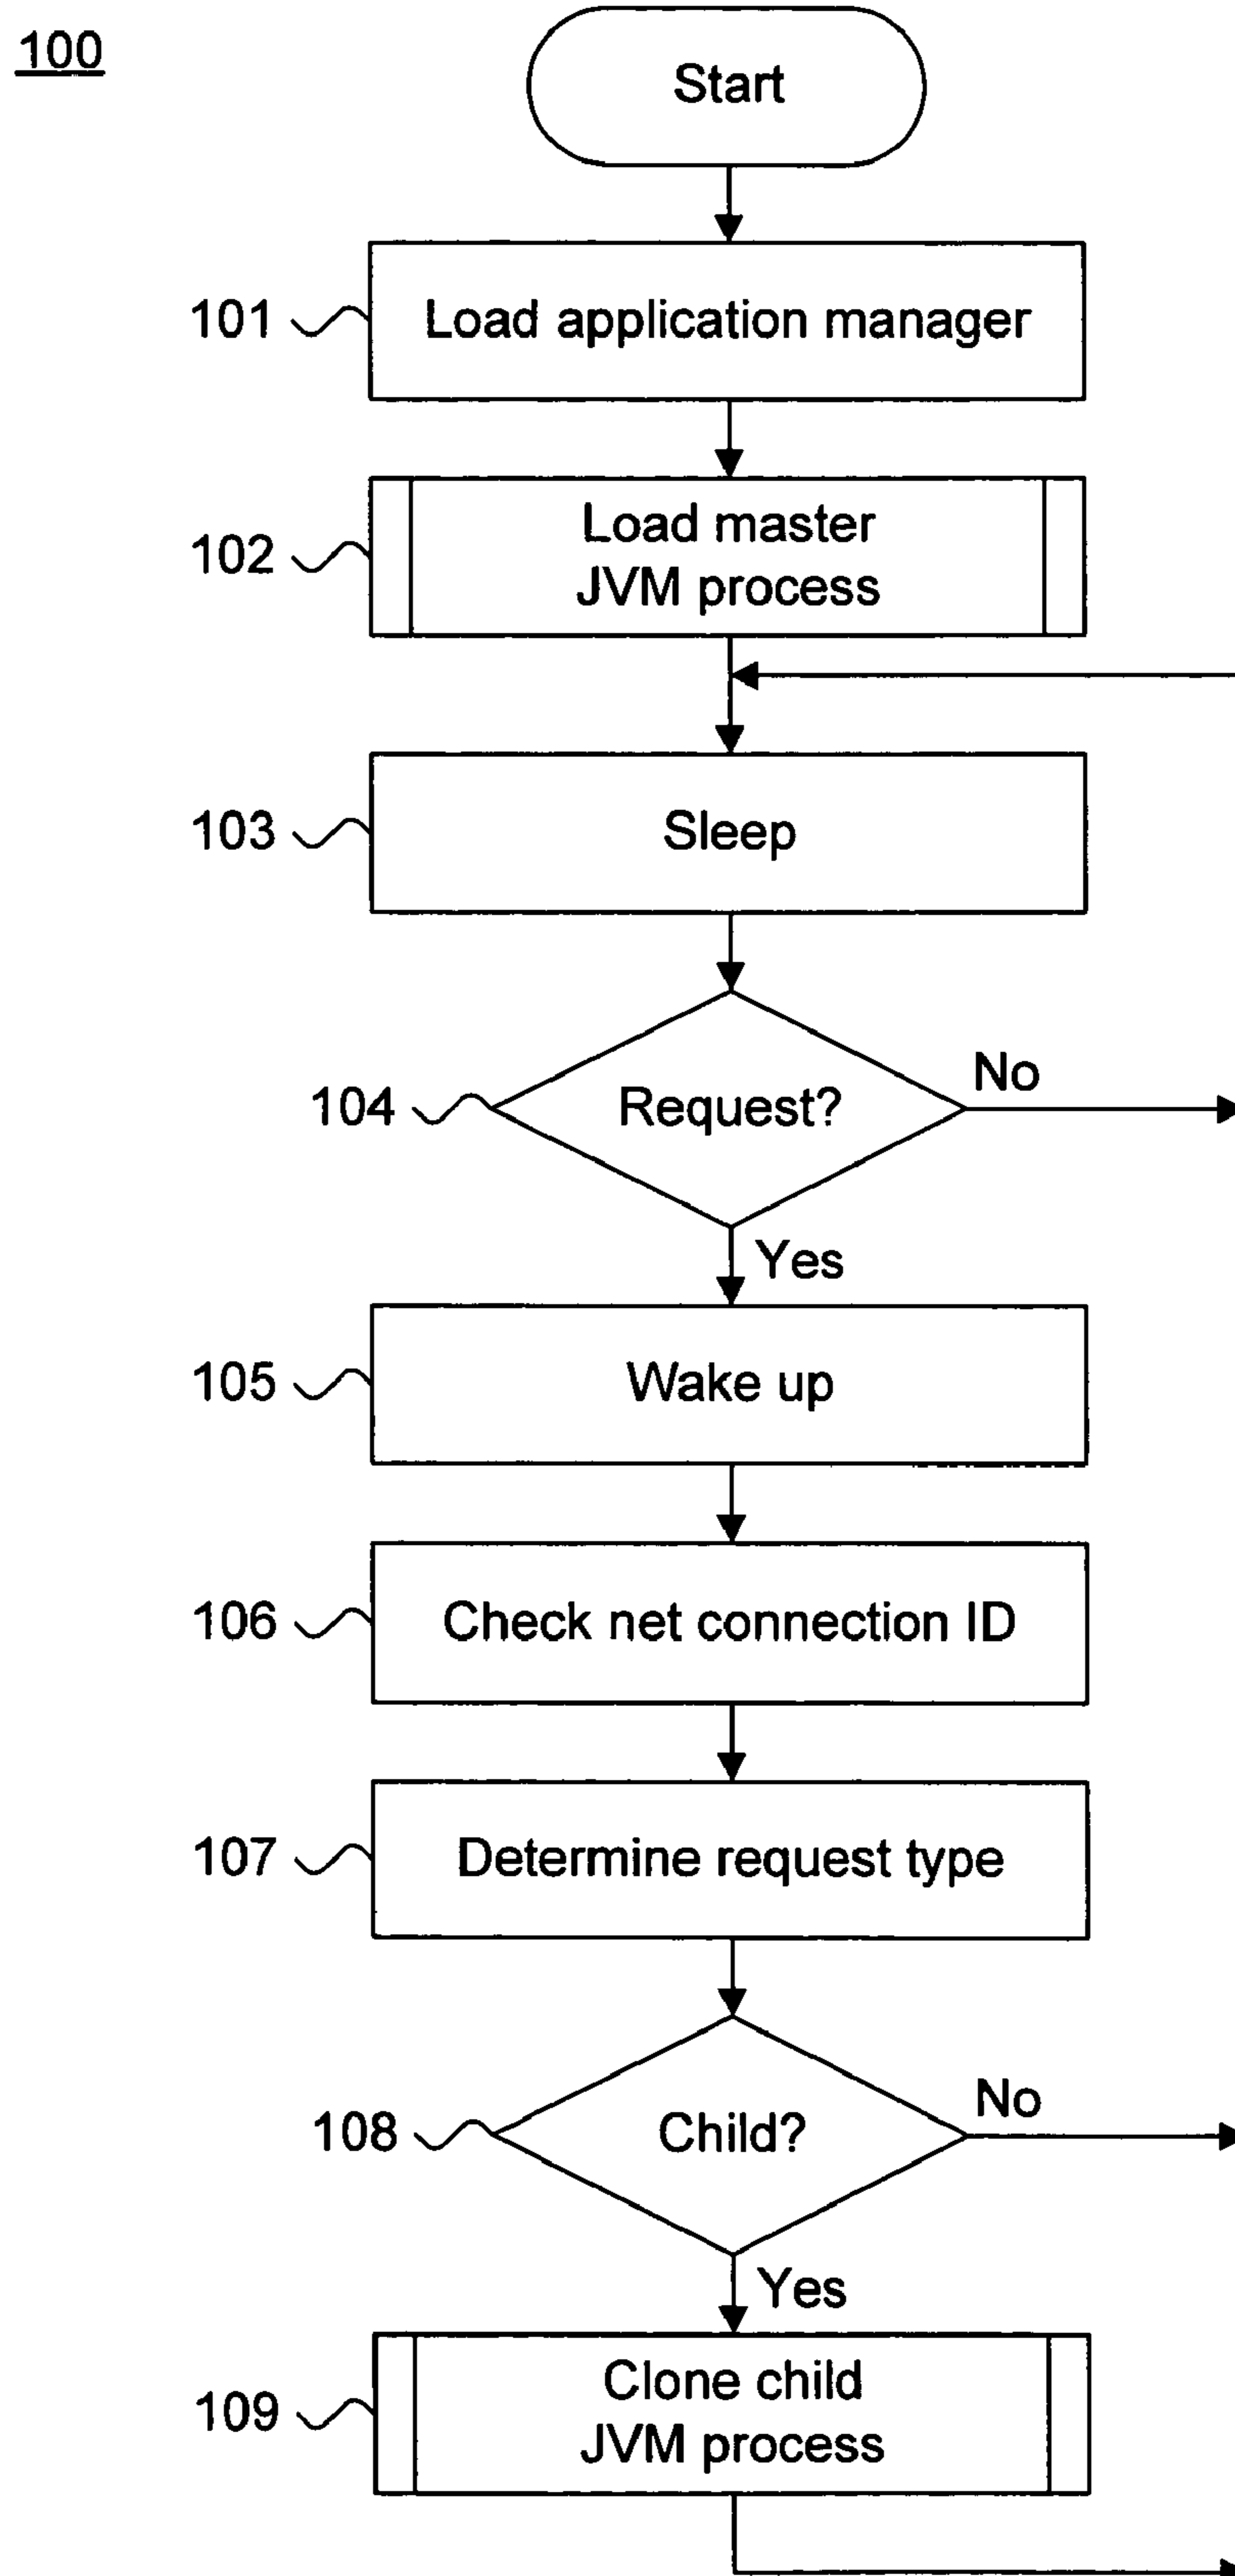 100
Start
101
Load application manager
102
Load master
JVM process
103
Sleep
104
Request?
No
Yes
105
Wake up
106
Check net connection ID
107
Determine request type
108
Child?
No
Yes
109
Clone child
JVM process